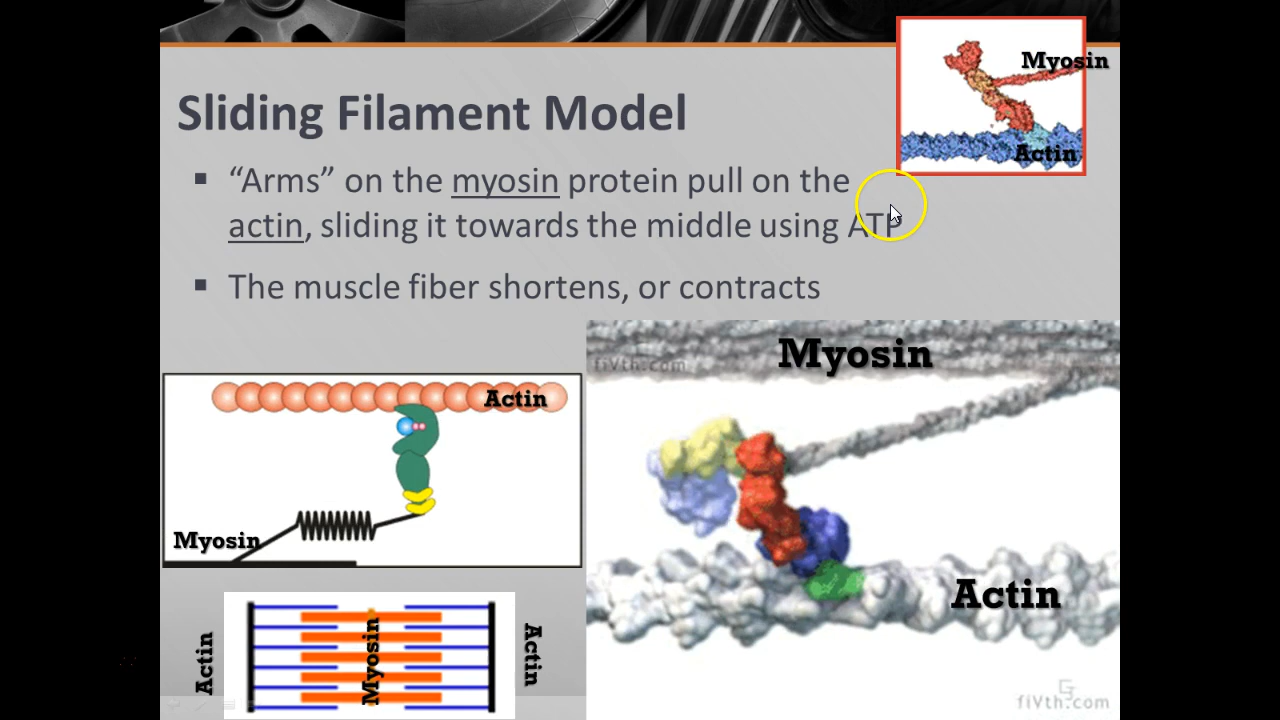 Sliding Filament Model
Myosin
Actin
▪ “Arms” on the myosin protein pull on the
actin, sliding it towards the middle using ATP
▪ The muscle fiber shortens, or contracts
Myosin
fiVth.com
Actin
Myosin
Actin
Actin
Myosin
Actin
fiVth.com